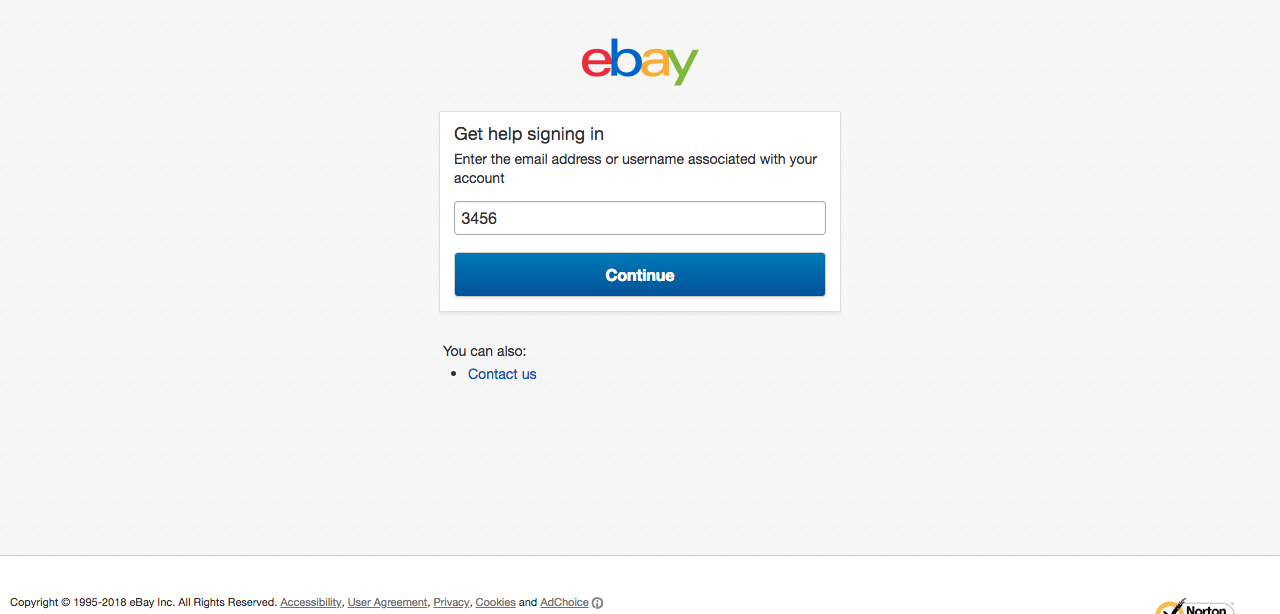 ebay
Get help signing in
Enter the email address or username associated with your
account
3456
Continue
You can also:
• Contact us
Copyright © 1995-2018 eBay Inc. All Rights Reserved. Accessibility, User Agreement, Privacy, Cookies and AdChoice
Norton